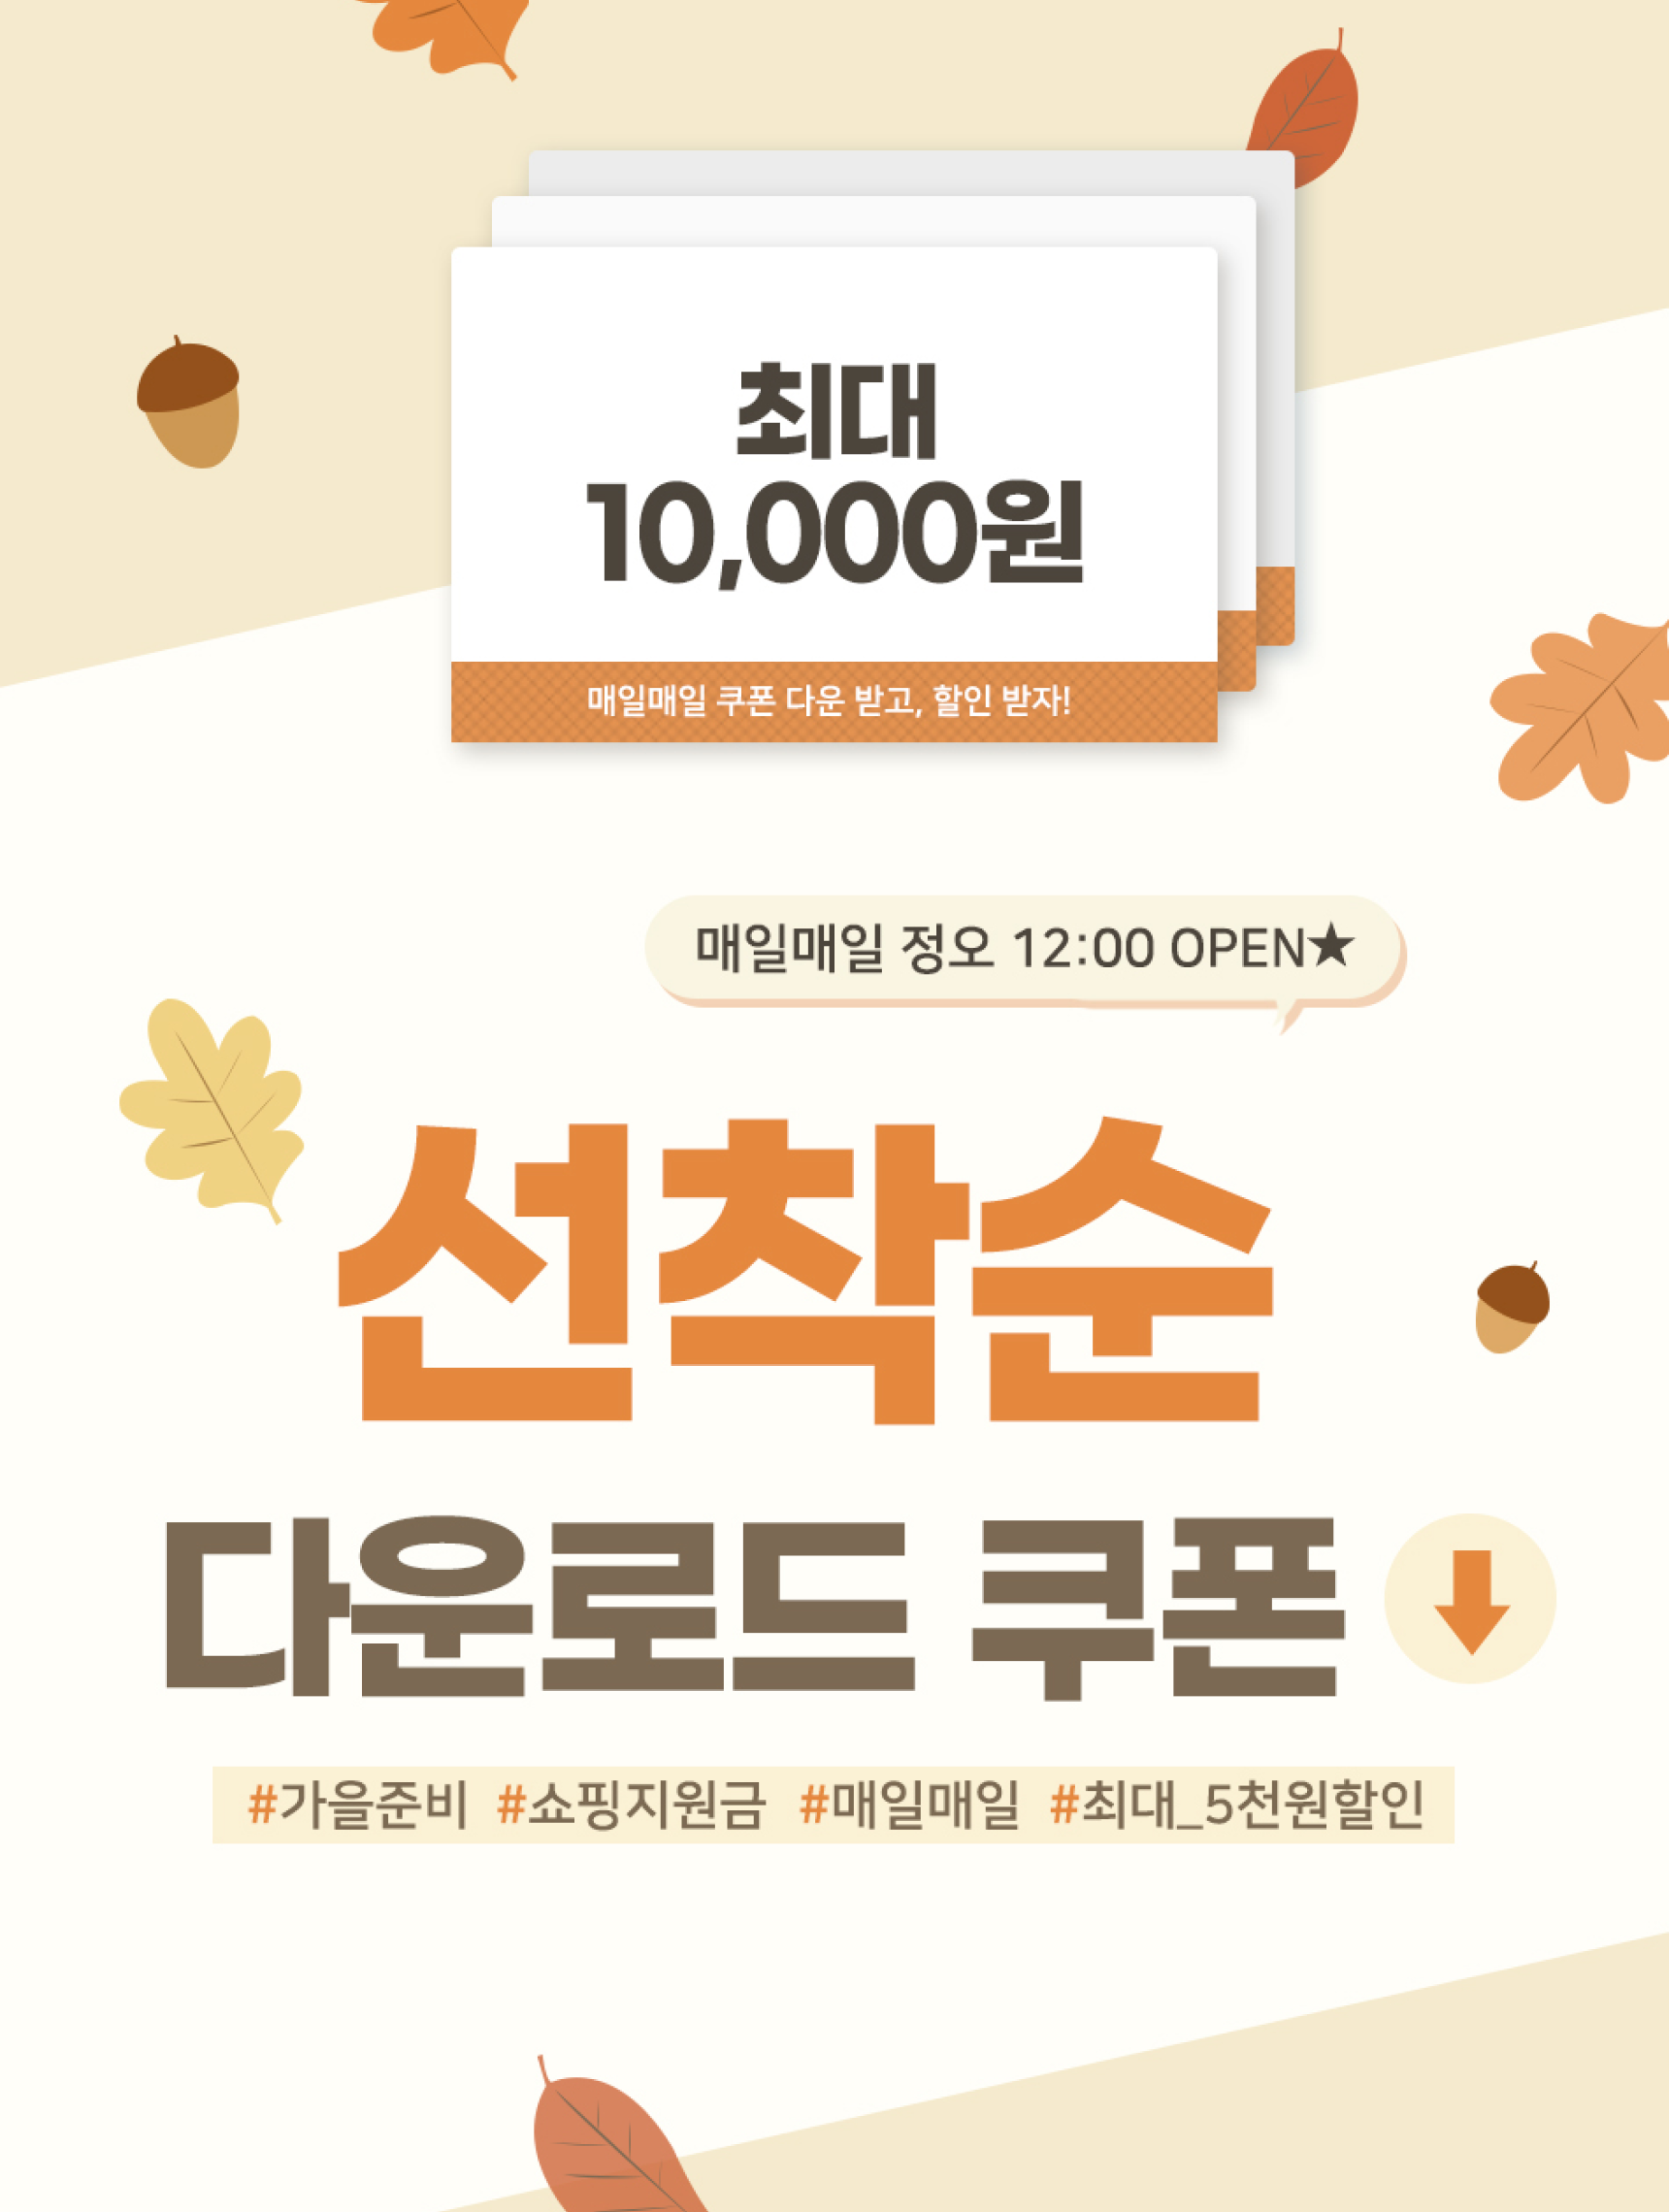 최대
10,000원
매일매일 쿠폰 다운 받고, 할인 받자!
매일매일 정오 12:00 OPEN★
선착순
다운로드 쿠폰
#가을준비 #쇼핑지원금 #매일매일 #최대_5천원할인